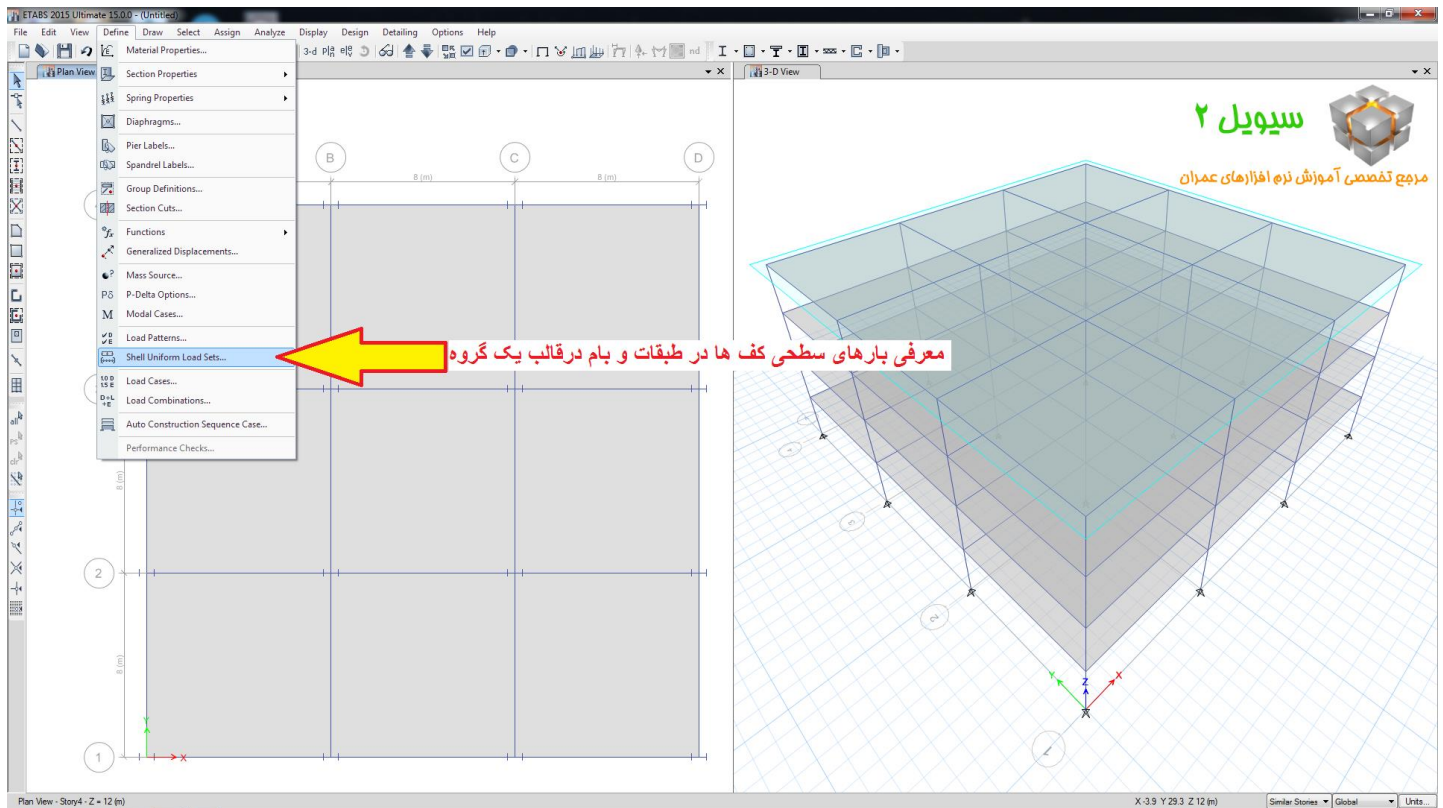 ETABS 2015 Ultimate 15.0.0 - (Untitled)
File Edit View Define Draw Select Assign Analyze Display Design Detailing Options Help
Plan View
3-D View
Material Properties...
Section Properties
Spring Properties
Diaphragms...
Pier Labels...
Spandrel Labels...
Group Definitions...
Section Cuts...
Functions
Generalized Displacements...
Mass Source...
P-Delta Options...
Modal Cases...
Load Patterns...
Shell Uniform Load Sets...
Load Cases...
Load Combinations...
Auto Construction Sequence Case...
Performance Checks...
B C D
8 (m) 8 (m)
8 (m)
2
8 (m)
1
Y
X
معرفی بارهای سطحی کف ها در طبقات و بام درقالب یک گروه
سیویل ۲
مرجع تخصصی آموزش نرم افزارهای عمران
2
1
Y Z X
Plan View - Story4 - Z = 12 (m)
X -3.9 Y 29.3 Z 12 (m)
Similar Stories
Global
Units...